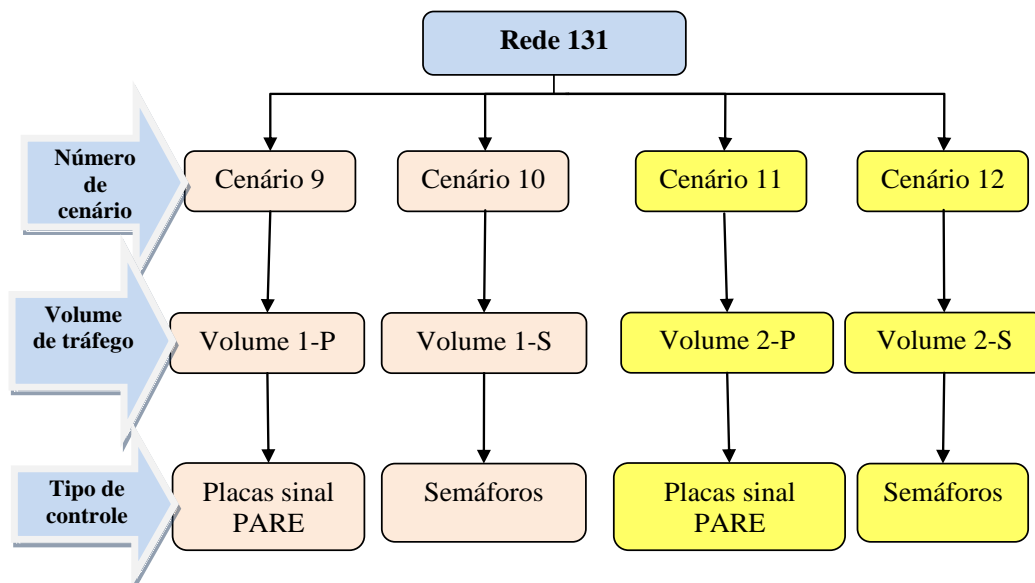 Rede 131
Número
de
cenário
Cenário 9
Cenário 10
Cenário 11
Cenário 12
Volume
de tráfego
Volume 1-P
Volume 1-S
Volume 2-P
Volume 2-S
Tipo de
controle
Placas sinal
PARE
Semáforos
Placas sinal
PARE
Semáforos